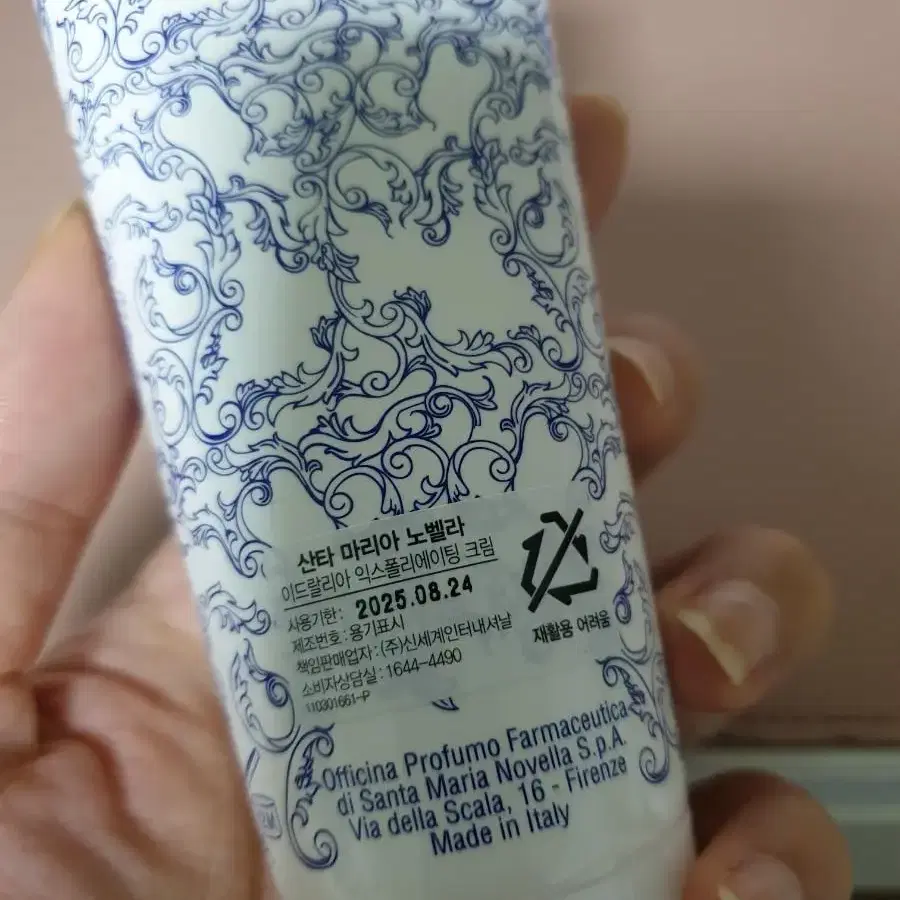 산타 마리아 노벨라
이드랄리아 익스폴리에이팅 크림
사용기한: 2025.08.24
제조번호:용기표시
책임판매업자:(주)신세계인터내셔날
소비자상담실:1644-4490
110301661-P
재활용 어려움
Officina Profumo Farmaceutica
di Santa Maria Novella S.p.A.
Via della Scala, 16 - Firenze
Made in Italy